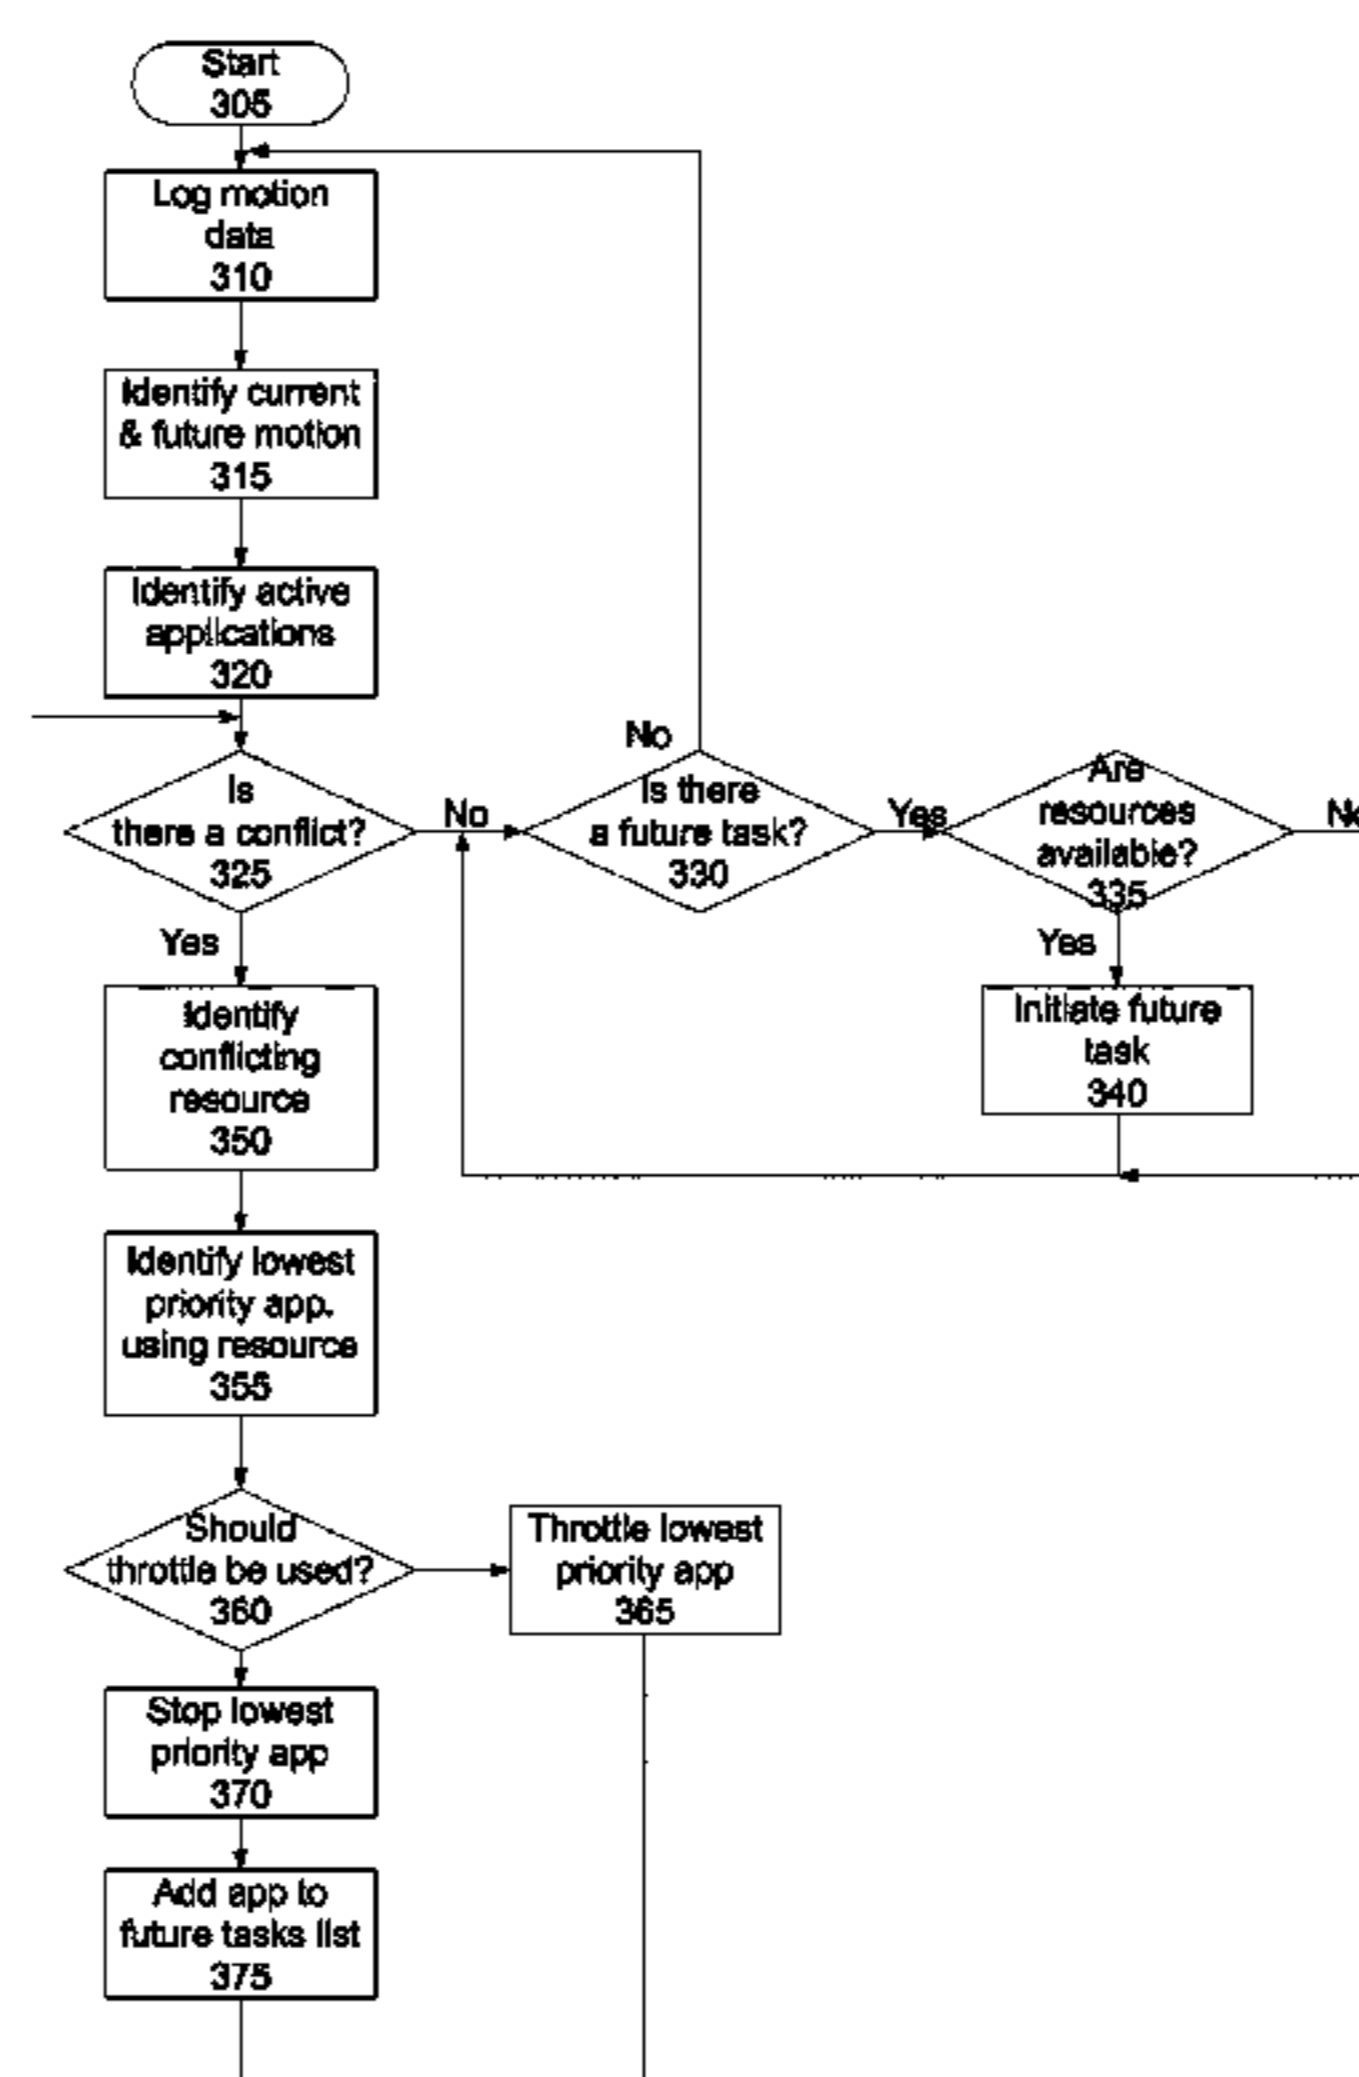 Start
305
Log motion
data
310
Identify current
& future motion
315
Identify active
applications
320
Is
there a conflict?
325
No
No
Is there
a future task?
330
Yes
Are
resources
available?
335
Yes
Initiate future
task
340
Yes
Identify
conflicting
resource
350
Identify lowest
priority app.
using resource
355
Should
throttle be used?
360
Throttle lowest
priority app
365
Stop lowest
priority app
370
Add app to
future tasks list
375